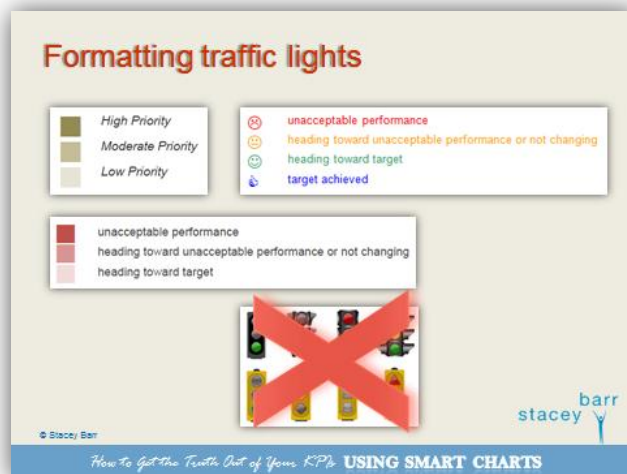 Formatting traffic lights
High Priority
Moderate Priority
Low Priority
unacceptable performance
heading toward unacceptable performance or not changing
heading toward target
target achieved
unacceptable performance
heading toward unacceptable performance or not changing
heading toward target
stacey barr
© Stacey Barr
How to Get the Truth Out of Your KPIs USING SMART CHARTS